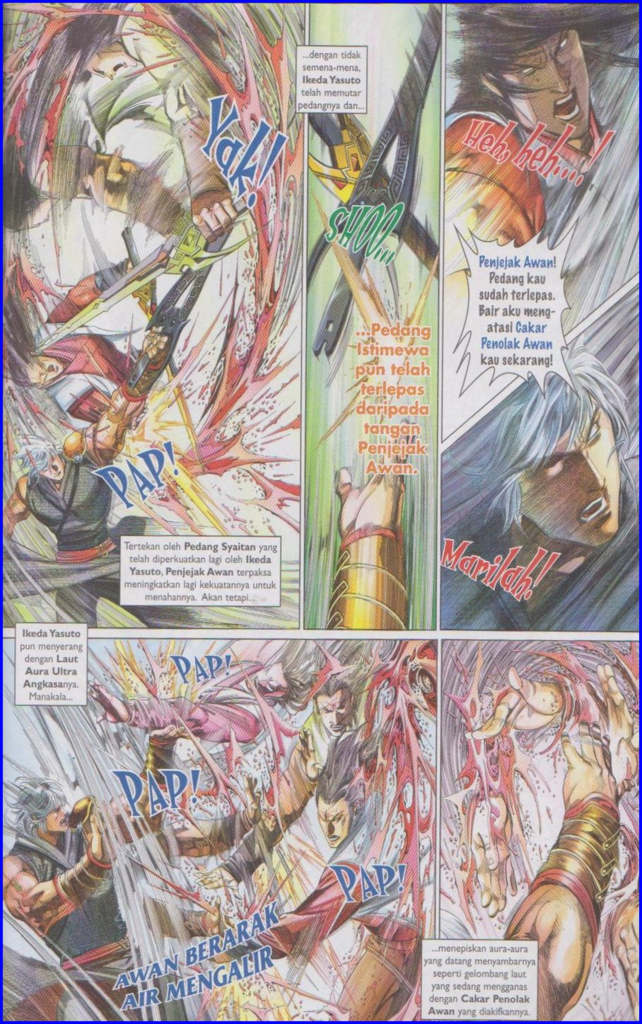 Yak!
PAP!
Tertekan oleh Pedang Syaitan yang
telah diperkuatkan lagi oleh Ikeda
Yasuto, Penjejak Awan terpaksa
meningkatkan lagi kekuatannya untuk
menahannya. Akan tetapi...
...dengan tidak
semena-mena,
Ikeda Yasuto
telah memutar
pedangnya dan...
SHOO...
...Pedang
Istimewa
pun telah
terlepas
daripada
tangan
Penjejak
Awan.
Heh, heh....!
Penjejak Awan!
Pedang kau
sudah terlepas.
Bair aku meng-
atasi Cakar
Penolak Awan
kau sekarang!
Marilah!
Ikeda Yasuto
pun menyerang
dengan Laut
Aura Ultra
Angkasanya.
Manakala...
PAP!
PAP!
PAP!
AWAN BERARAK
AIR MENGALIR
...menepiskan aura-aura
yang datang menyambarnya
seperti gelombang laut
yang sedang mengganas
dengan Cakar Penolak
Awan yang diakifkannya.